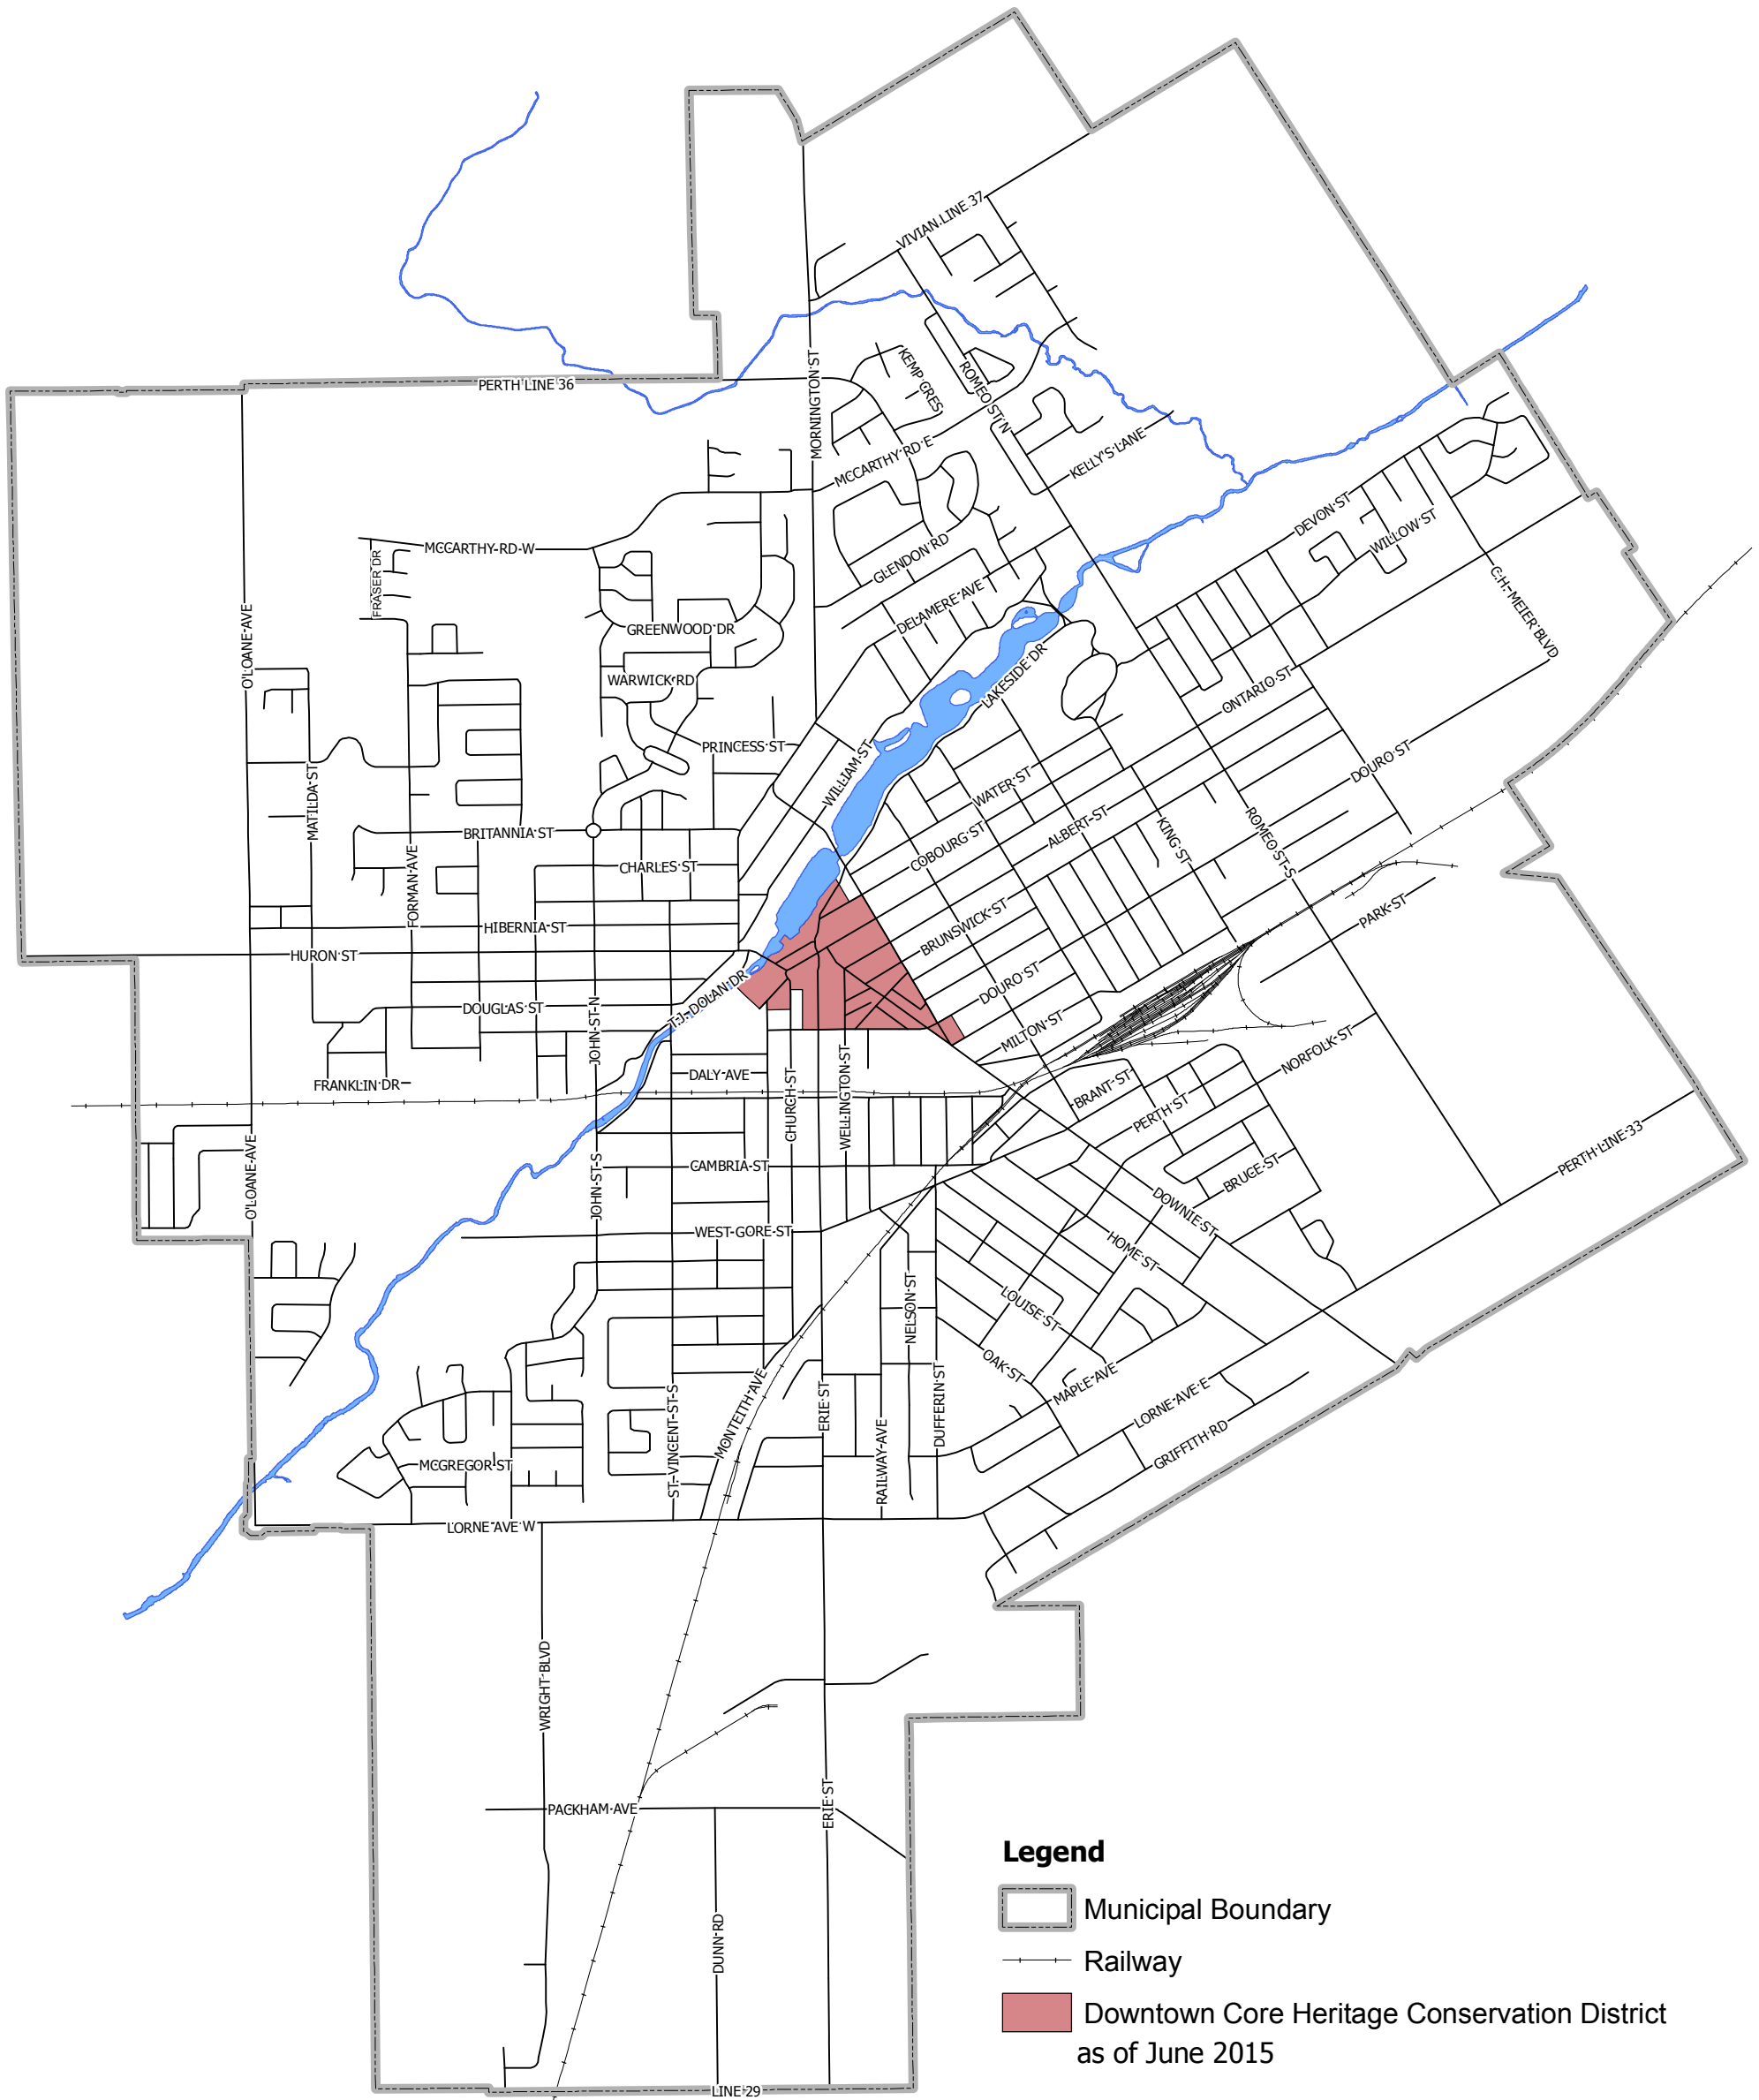 VIVIAN LINE 37
PERTH LINE 36
MORNINGTON ST
KEMP CRES
ROMEO ST N
MCCARTHY RD E
KELLY'S LANE
DEVON ST
WILLOW ST
MCCARTHY RD W
FRASER DR
GLENDON RD
C.H. MEIER BLVD
DELAMERE AVE
O'LOANE AVE
GREENWOOD DR
WARWICK RD
LAKESIDE DR
ONTARIO ST
PRINCESS ST
WILLIAM ST
DOURO ST
WATER ST
MATILDA ST
BRITANNIA ST
COBOURG ST
ALBERT ST
KING ST
ROMEO ST S
CHARLES ST
FORMAN AVE
HIBERNIA ST
BRUNSWICK ST
PARK ST
HURON ST
DOURO ST
T.J. DOLAN DR
DOUGLAS ST
JOHN ST N
MILTON ST
NORFOLK ST
DALY AVE
FRANKLIN DR
CHURCH ST
WELLINGTON ST
BRANT ST
PERTH ST
PERTH LINE 33
O'LOANE AVE
JOHN ST S
CAMBRIA ST
BRUCE ST
DOWNIE ST
WEST GORE ST
HOME ST
NELSON ST
LOUISE ST
OAK ST
MAPLE AVE
ST. VINCENT ST S
MONTEITH AVE
ERIE ST
DUFFERIN ST
LORNE AVE E
RAILWAY AVE
GRIFFITH RD
MCGREGOR ST
LORNE AVE W
WRIGHT BLVD
PACKHAM AVE
ERIE ST
DUNN RD
LINE 29
Legend
Municipal Boundary
Railway
Downtown Core Heritage Conservation District
as of June 2015